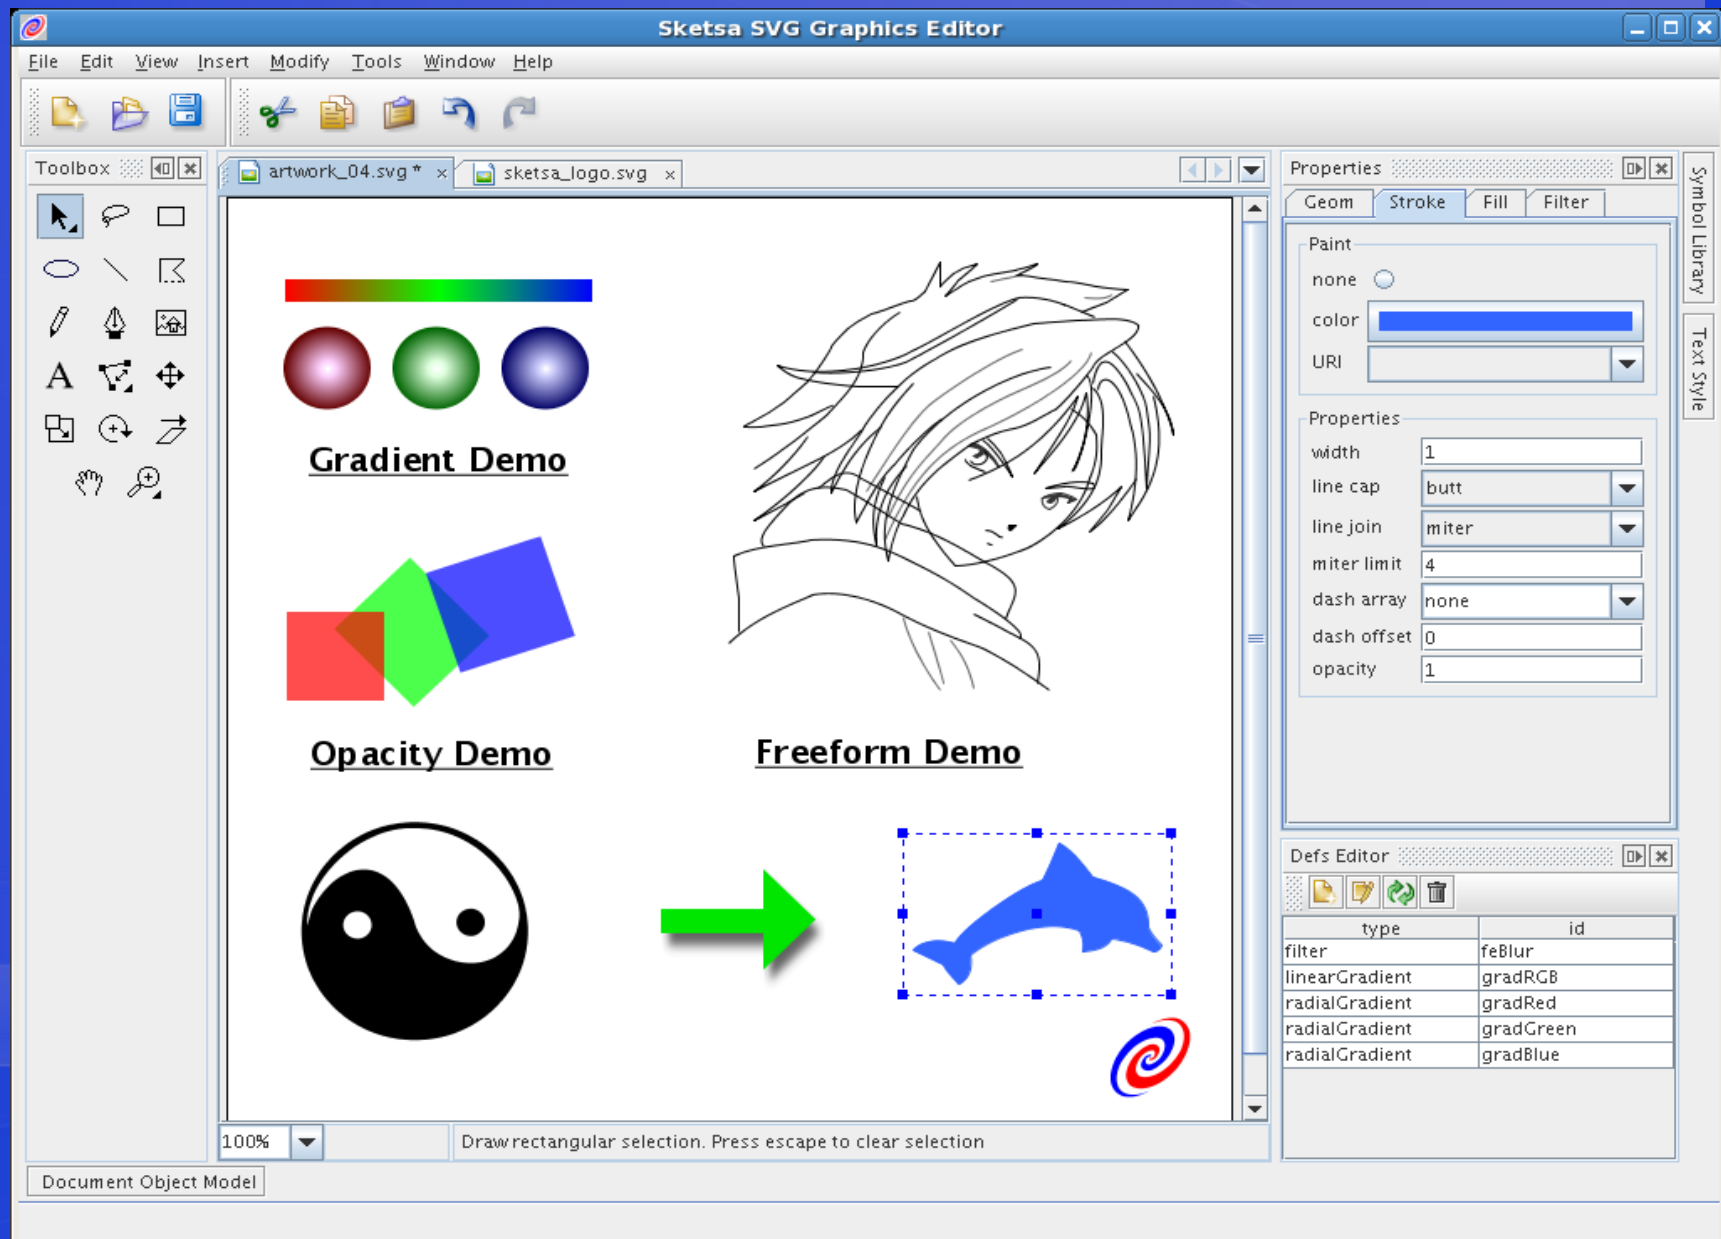 Sketsa SVG Graphics Editor
File Edit View Insert Modify Tools Window Help
Toolbox
artwork_04.svg *
sketsa_logo.svg
Gradient Demo
Opacity Demo
Freeform Demo
100%
Draw rectangular selection. Press escape to clear selection
Document Object Model
Properties
Geom Stroke Fill Filter
Paint
none
color
URI
Properties
width 1
line cap butt
line join miter
miter limit 4
dash array none
dash offset 0
opacity 1
Defs Editor
type id
filter feBlur
linearGradient gradRGB
radialGradient gradRed
radialGradient gradGreen
radialGradient gradBlue
Symbol Library
Text Style